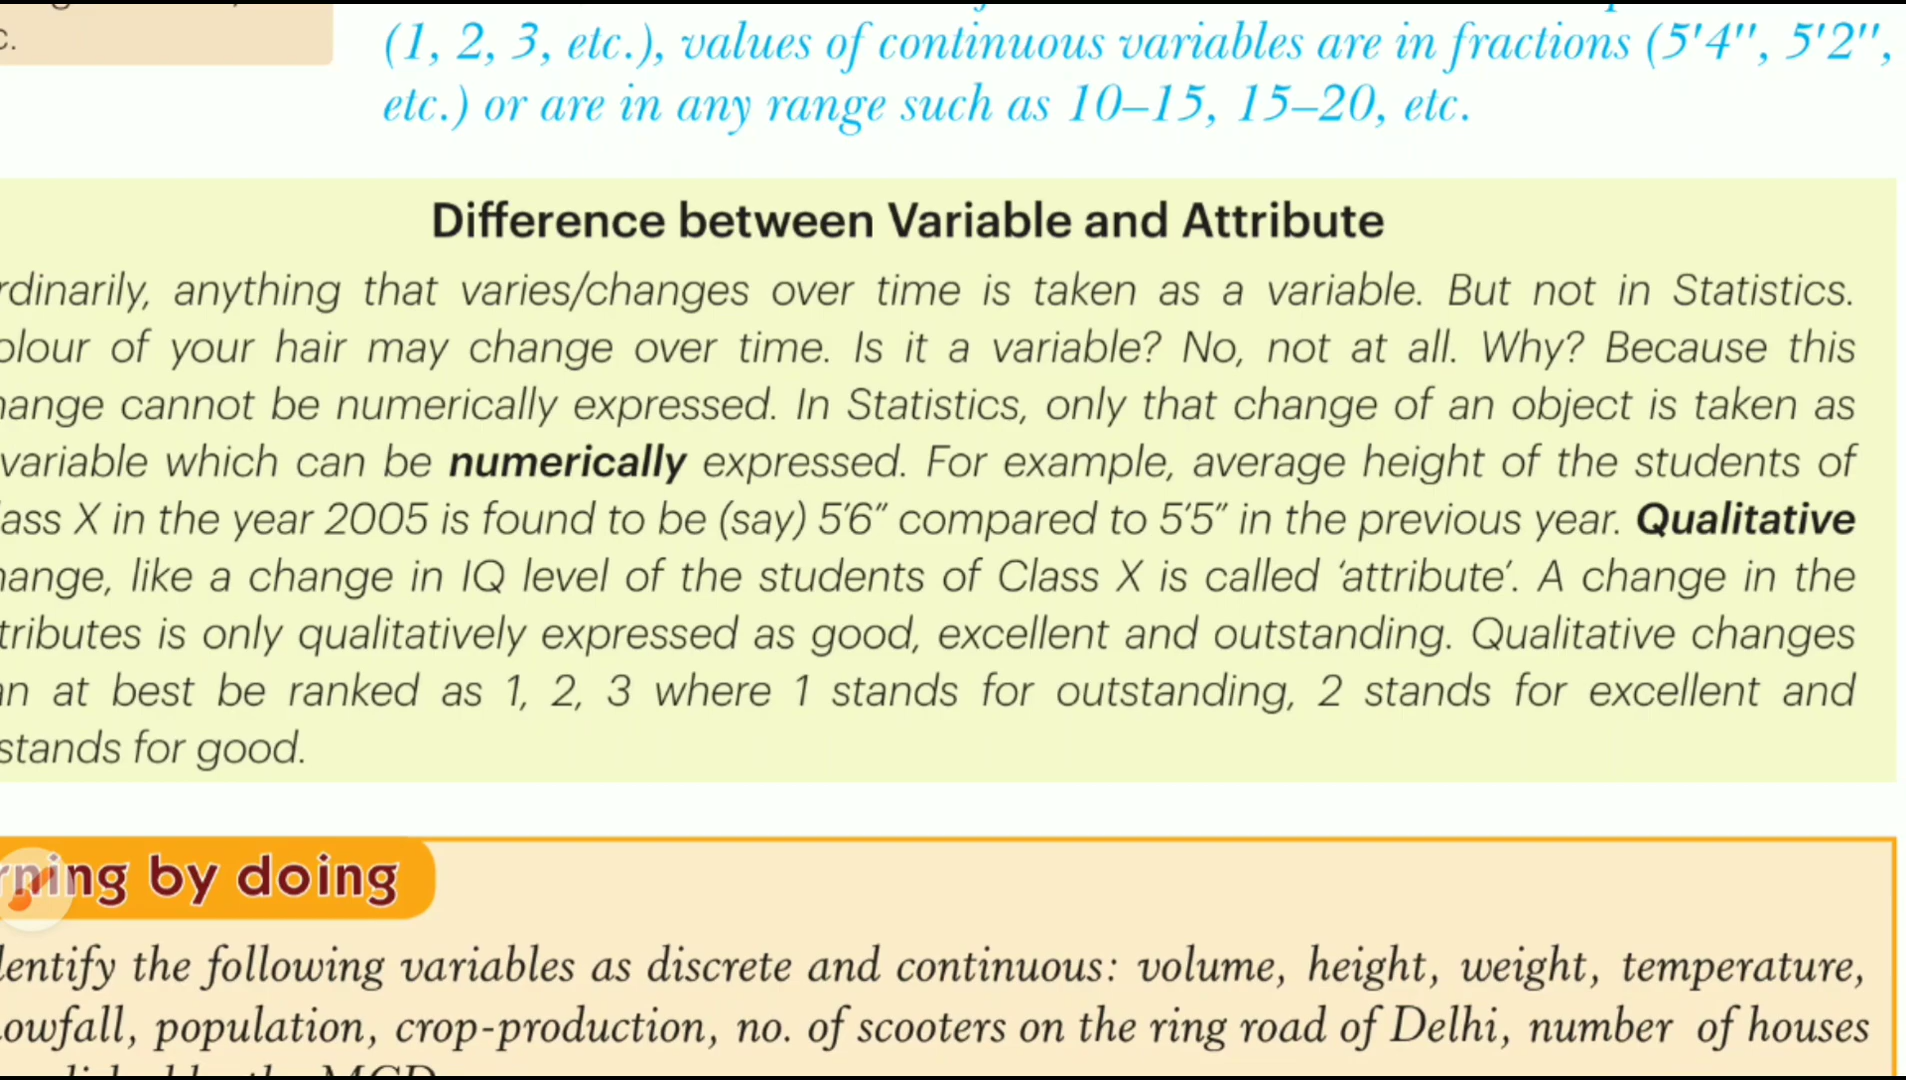 c.
(1, 2, 3, etc.), values of continuous variables are in fractions (5'4", 5'2",
etc.) or are in any range such as 10–15, 15–20, etc.
Difference between Variable and Attribute
rdinarily, anything that varies/changes over time is taken as a variable. But not in Statistics.
olour of your hair may change over time. Is it a variable? No, not at all. Why? Because this
hange cannot be numerically expressed. In Statistics, only that change of an object is taken as
variable which can be numerically expressed. For example, average height of the students of
lass X in the year 2005 is found to be (say) 5'6" compared to 5'5" in the previous year. Qualitative
hange, like a change in IQ level of the students of Class X is called 'attribute'. A change in the
tributes is only qualitatively expressed as good, excellent and outstanding. Qualitative changes
an at best be ranked as 1, 2, 3 where 1 stands for outstanding, 2 stands for excellent and
stands for good.
rning by doing
dentify the following variables as discrete and continuous: volume, height, weight, temperature,
owfall, population, crop-production, no. of scooters on the ring road of Delhi, number of houses